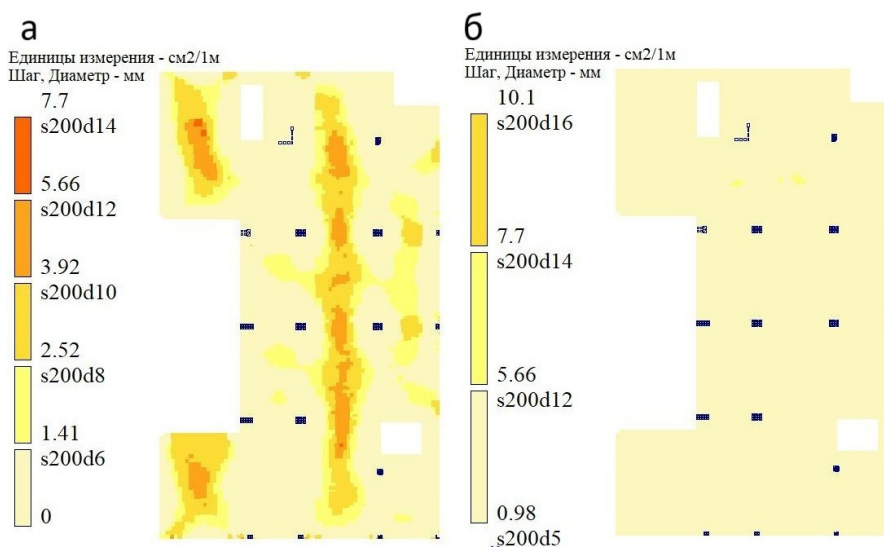 а
Единицы измерения - см2/1м
Шаг, Диаметр - мм
7.7
s200d14
5.66
s200d12
3.92
s200d10
2.52
s200d8
1.41
s200d6
0
б
Единицы измерения - см2/1м
Шаг, Диаметр - мм
10.1
s200d16
7.7
s200d14
5.66
s200d12
0.98
s200d5